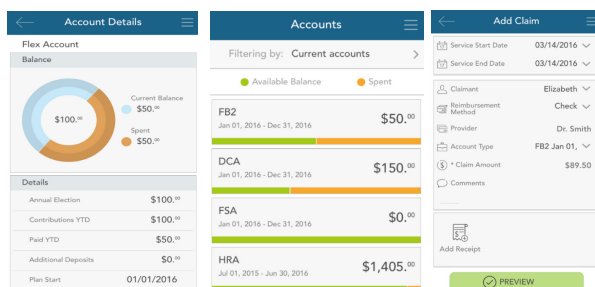 Account Details
Flex Account
Balance
$100.00
Current Balance
$50.00
Spent
$50.00
Details
Annual Election $100.00
Contributions YTD $100.00
Paid YTD $50.00
Additional Deposits $0.00
Plan Start 01/01/2016
Accounts
Filtering by: Current accounts
Available Balance Spent
FB2 $50.00
Jan 01, 2016 - Dec 31, 2016
DCA $150.00
Jan 01, 2016 - Dec 31, 2016
FSA $0.00
Jan 01, 2016 - Dec 31, 2016
HRA $1,405.00
Jul 01, 2015 - Jun 30, 2016
Add Claim
Service Start Date 03/14/2016
Service End Date 03/14/2016
Claimant Elizabeth
Reimbursement Method Check
Provider Dr. Smith
Account Type FB2 Jan 01,
* Claim Amount $89.50
Comments
Add Receipt
PREVIEW